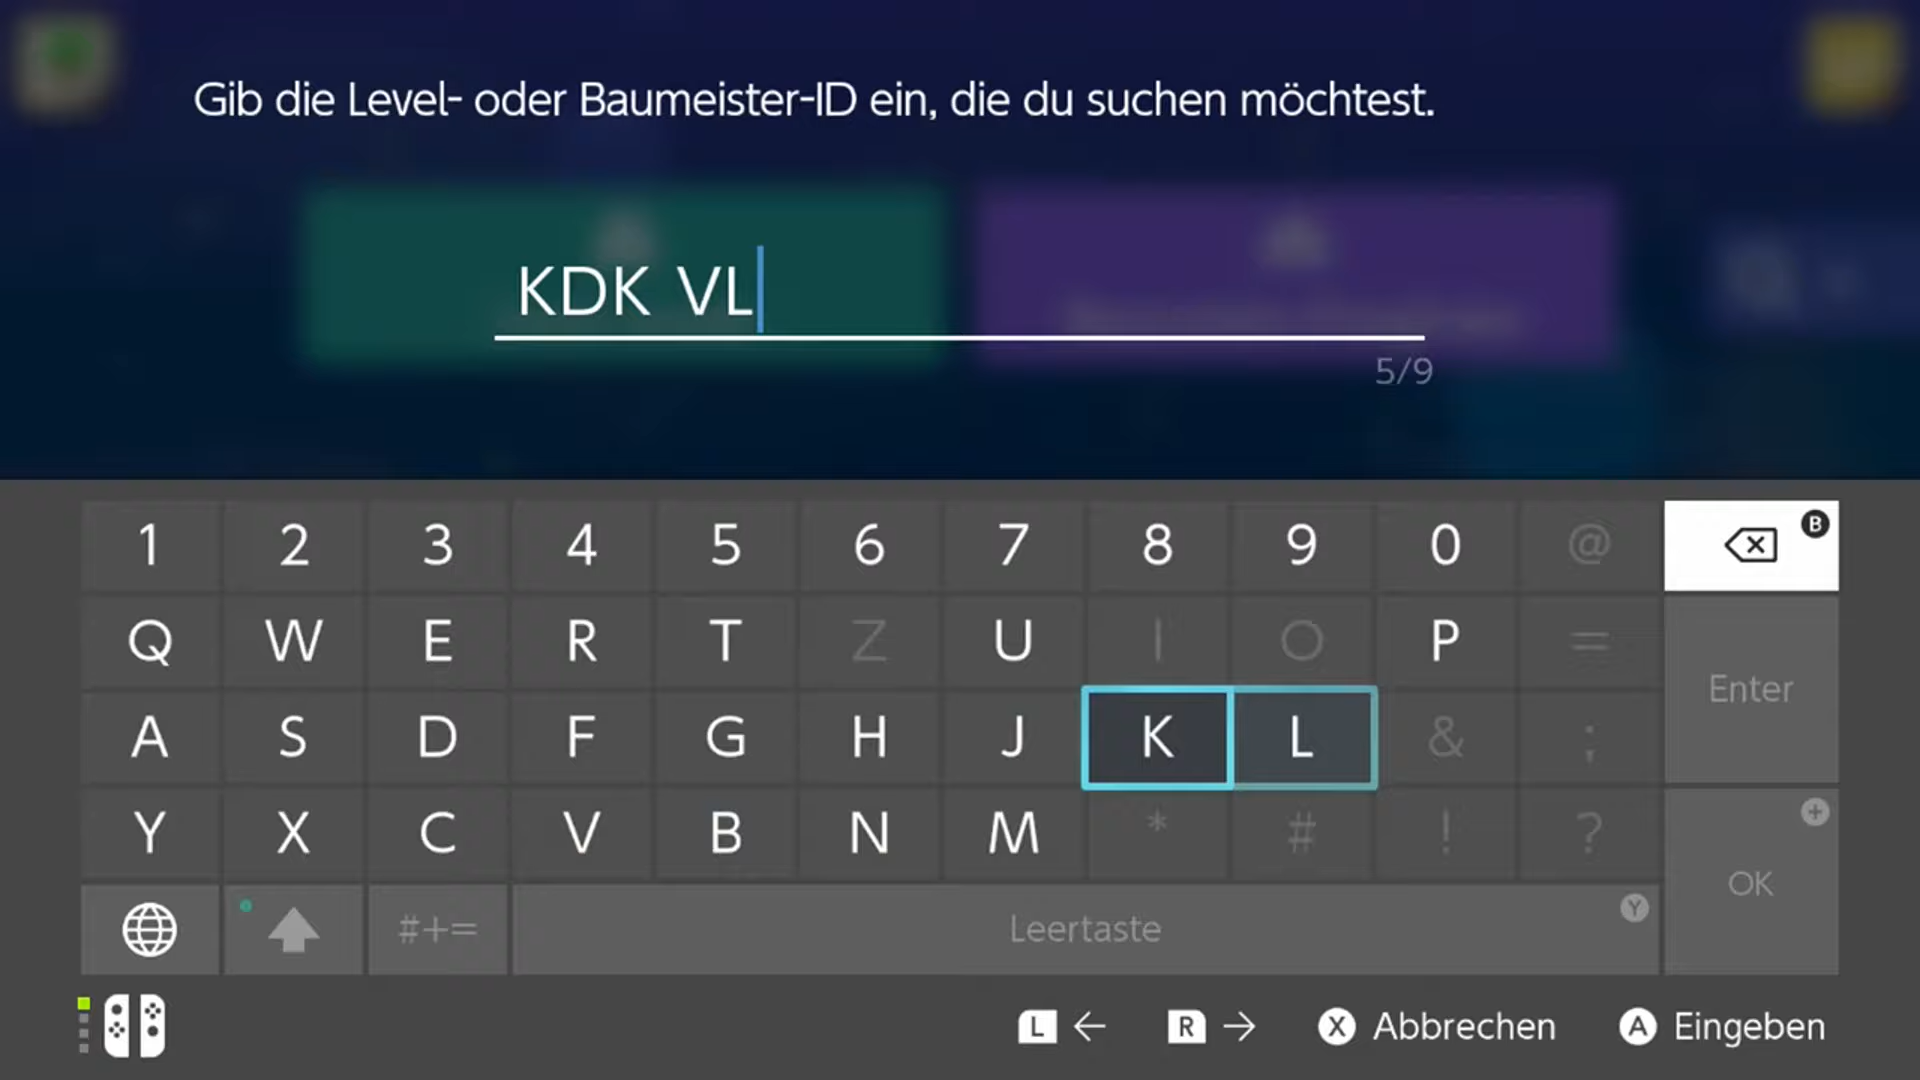 Gib die Level- oder Baumeister-ID ein, die du suchen möchtest.
KDK VL
5/9
1 2 3 4 5 6 7 8 9 0 @ B
Q W E R T Z U I O P = Enter
A S D F G H J K L & ;
Y X C V B N M * # ! ? + OK
#+= Leertaste Y
L ← R → X Abbrechen A Eingeben